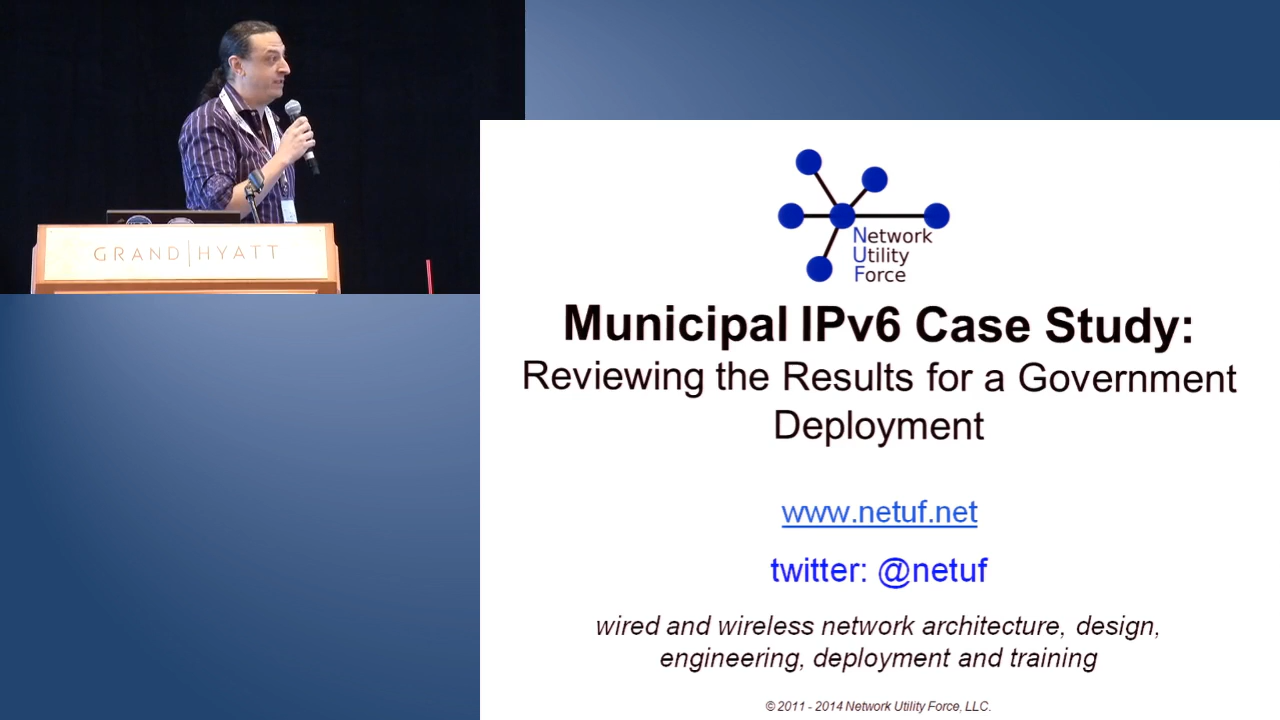 GRAND HYATT
Network
Utility
Force
Municipal IPv6 Case Study:
Reviewing the Results for a Government
Deployment
www.netuf.net
twitter: @netuf
wired and wireless network architecture, design,
engineering, deployment and training
© 2011 - 2014 Network Utility Force, LLC.